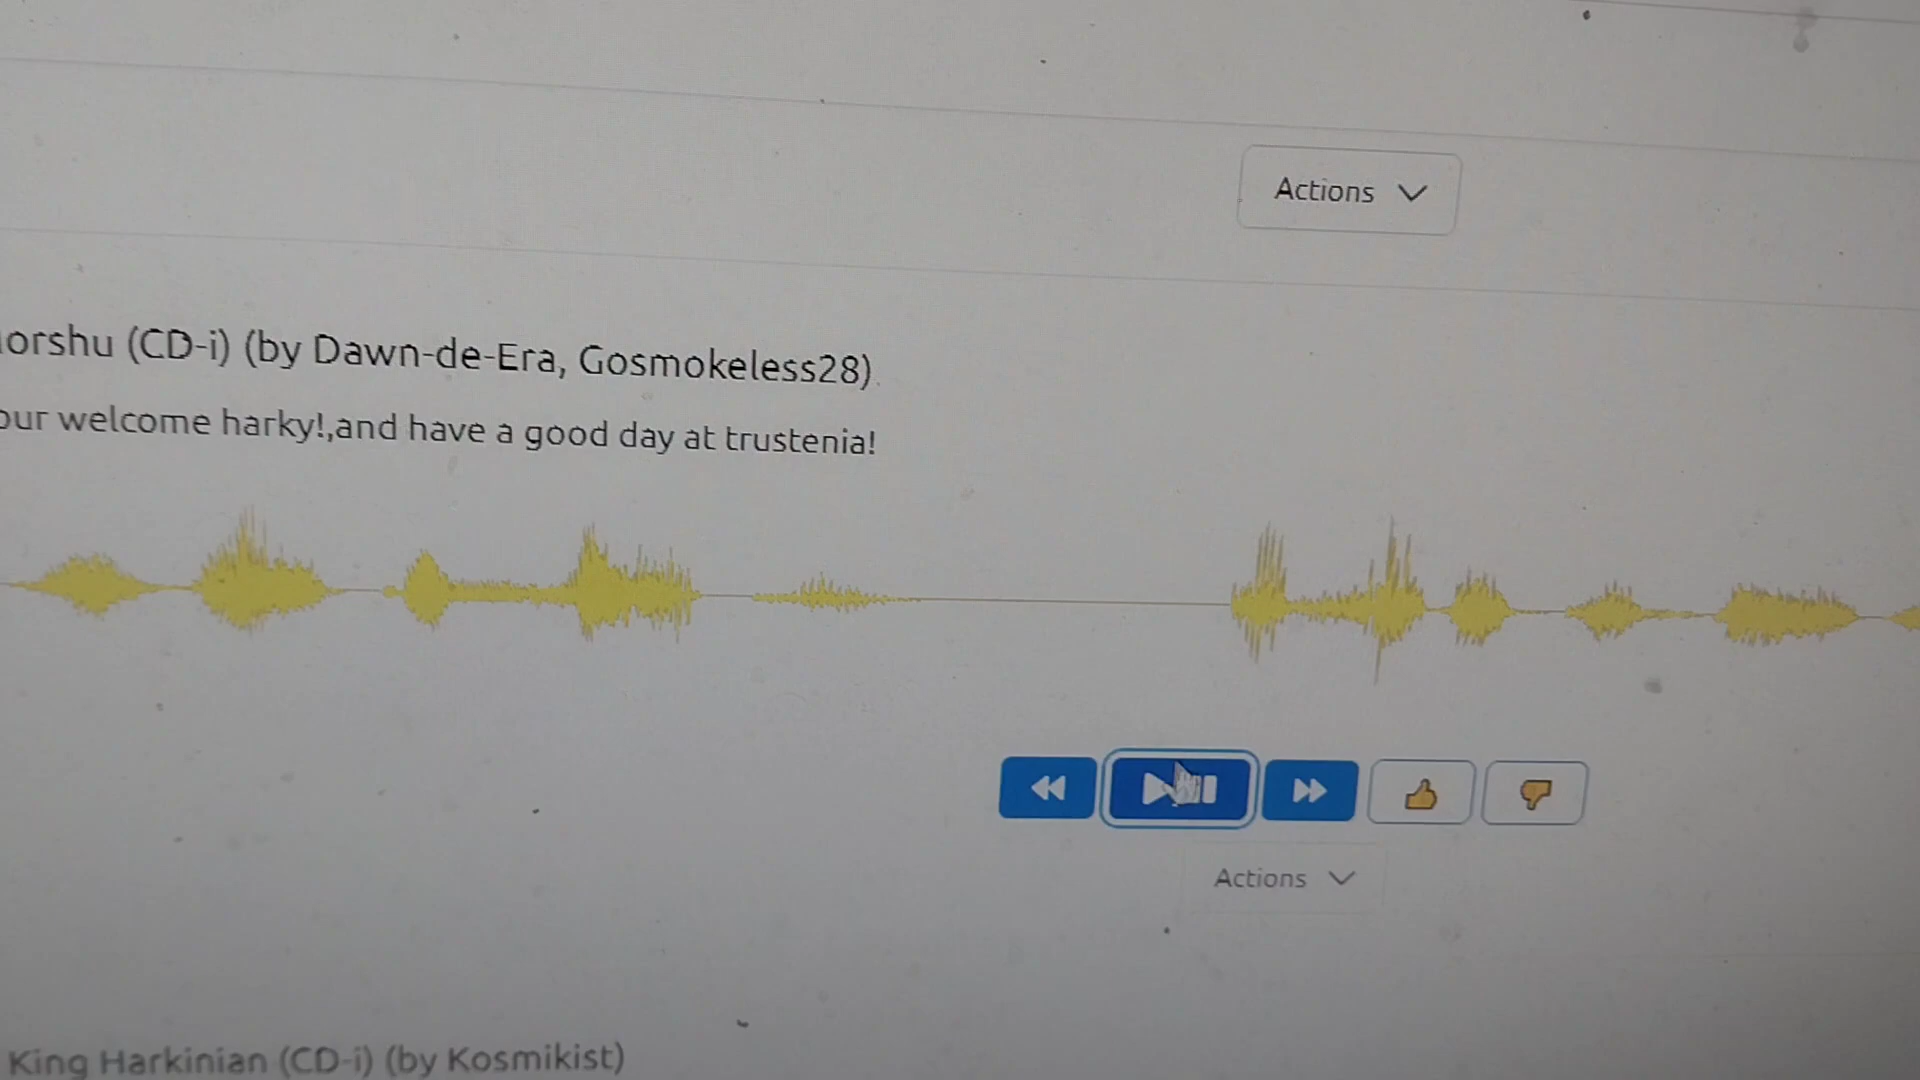 Actions
orshu (CD-i) (by Dawn-de-Era, Gosmokeless28)
our welcome harky!,and have a good day at trustenia!
Actions
King Harkinian (CD-i) (by Kosmikist)